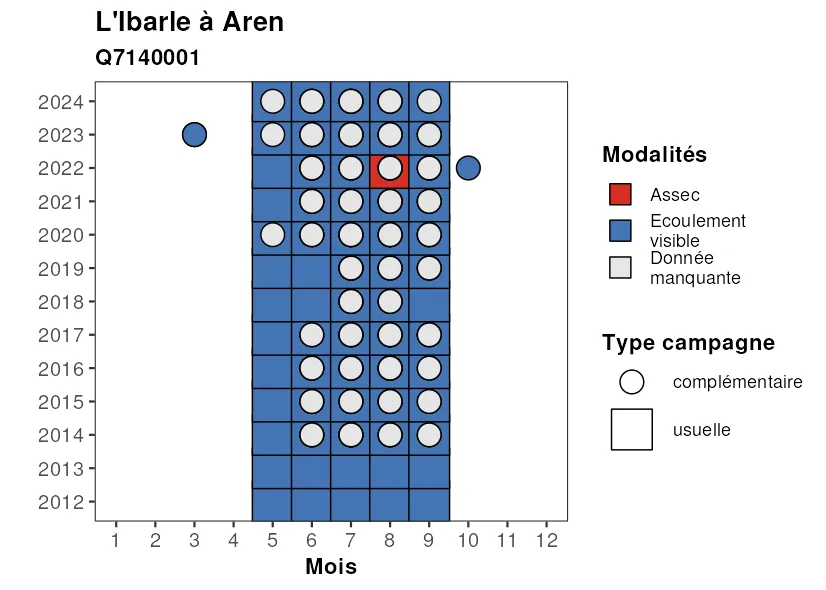 L'Ibarle à Aren
Q7140001
2024
2023
2022
2021
2020
2019
2018
2017
2016
2015
2014
2013
2012
1 2 3 4 5 6 7 8 9 10 11 12
Mois
Modalités
Assec
Ecoulement
visible
Donnée
manquante
Type campagne
complémentaire
usuelle